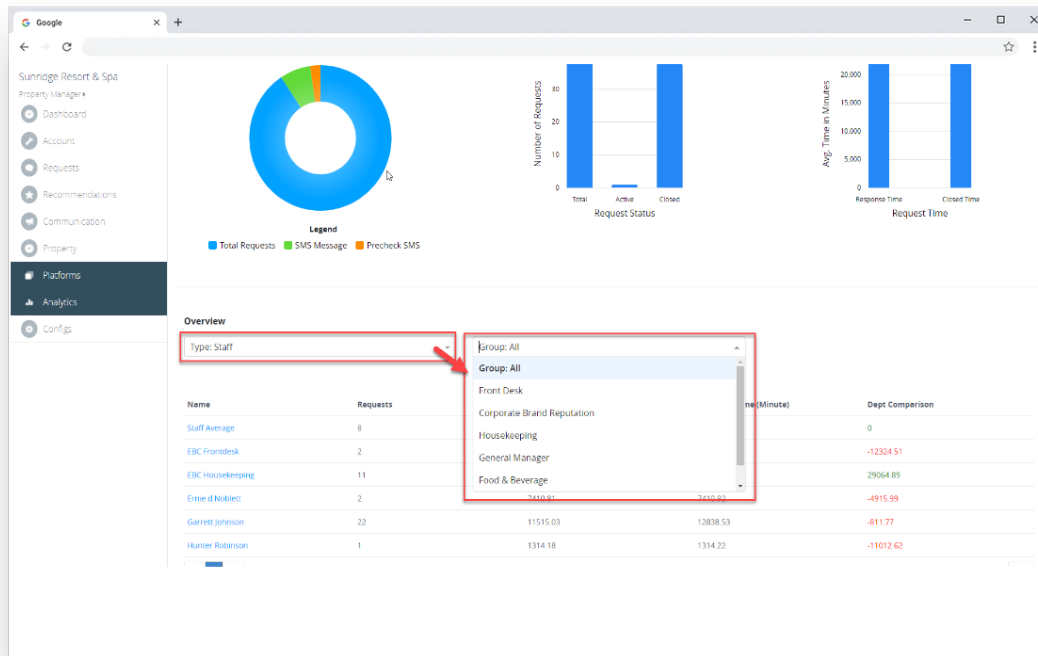 Google
Sunridge Resort & Spa
Property Manager
Dashboard
Account
Requests
Recommendations
Communication
Property
Platforms
Analytics
Configs
Legend
Total Requests SMS Message Precheck SMS
Number of Requests
30
20
10
0
Total Active Closed
Request Status
Avg. Time in Minutes
20,000
15,000
10,000
5,000
0
Response Time Closed Time
Request Time
Overview
Type: Staff
Group: All
Group: All
Front Desk
Corporate Brand Reputation
Housekeeping
General Manager
Food & Beverage
Name Requests (Minute) Dept Comparison
Staff Average 8 0
EBC Frontdesk 2 -12324.51
EBC Housekeeping 11 29064.89
Ernie d Noblett 2 7410.81 7410.82 -4915.99
Garrett Johnson 22 11515.03 12838.53 -811.77
Hunter Robinson 1 1314.18 1314.22 -11012.62